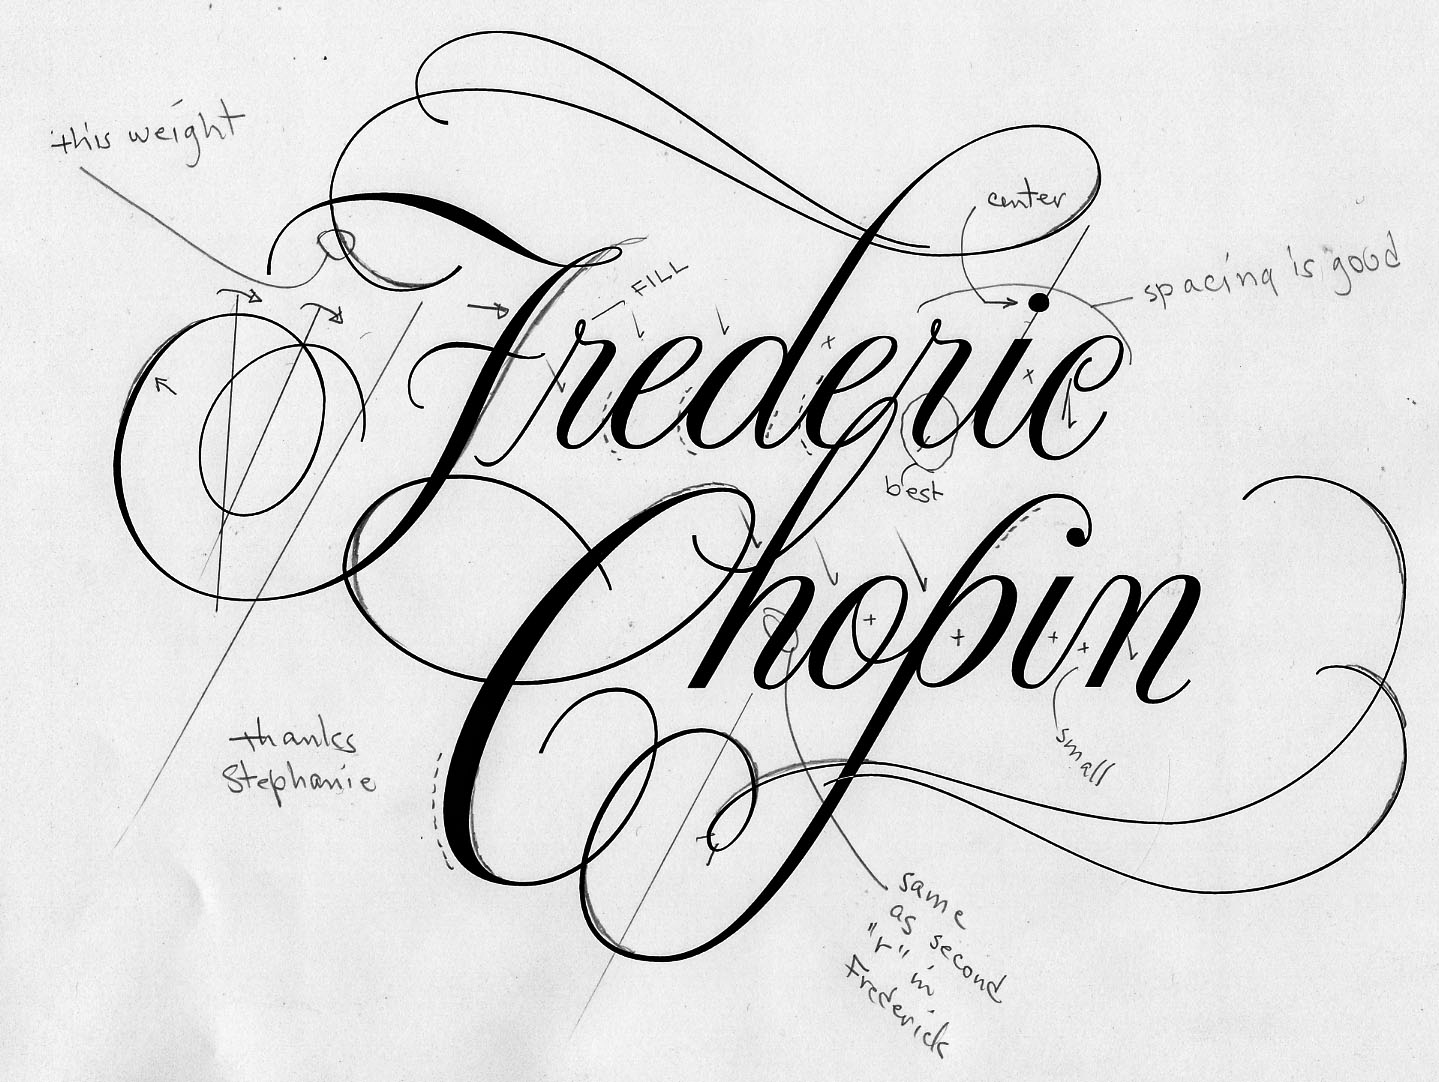 this weight
center
spacing is good
FILL
Frederic
best
Chopin
small
thanks
Stephanie
same
as second
"r" in
Frederick